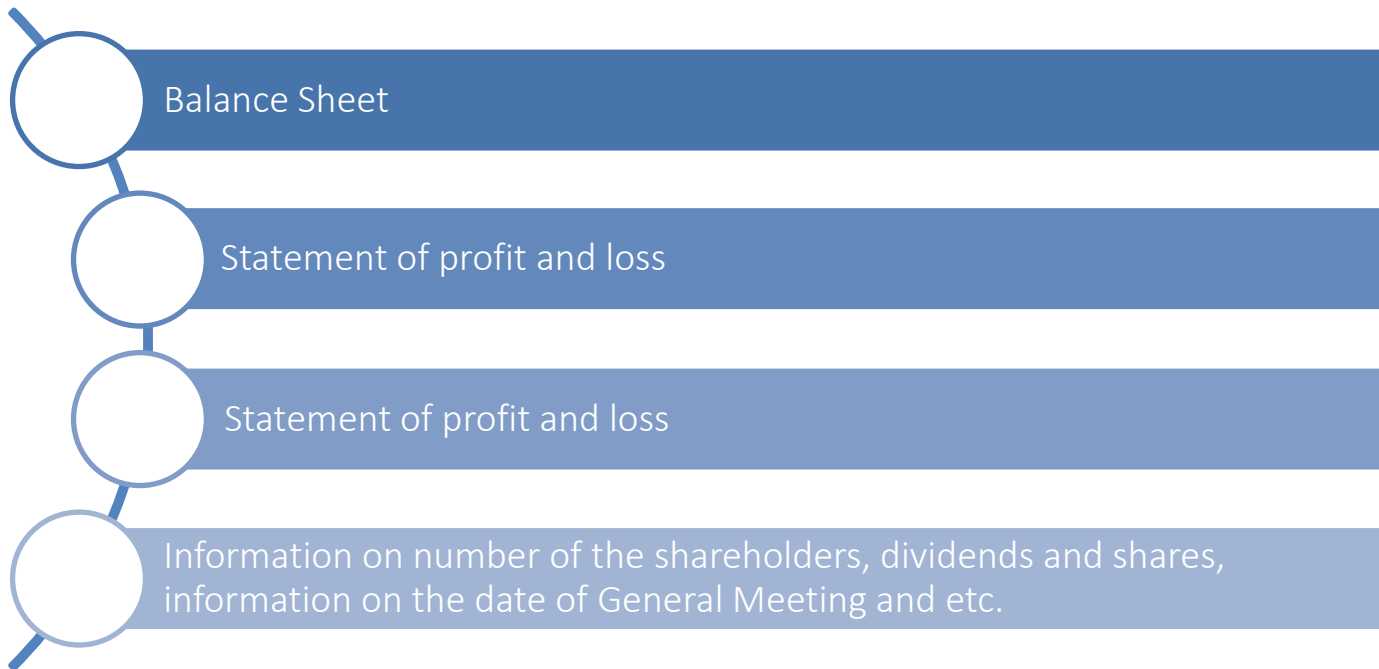 Balance Sheet
Statement of profit and loss
Statement of profit and loss
Information on number of the shareholders, dividends and shares,
information on the date of General Meeting and etc.